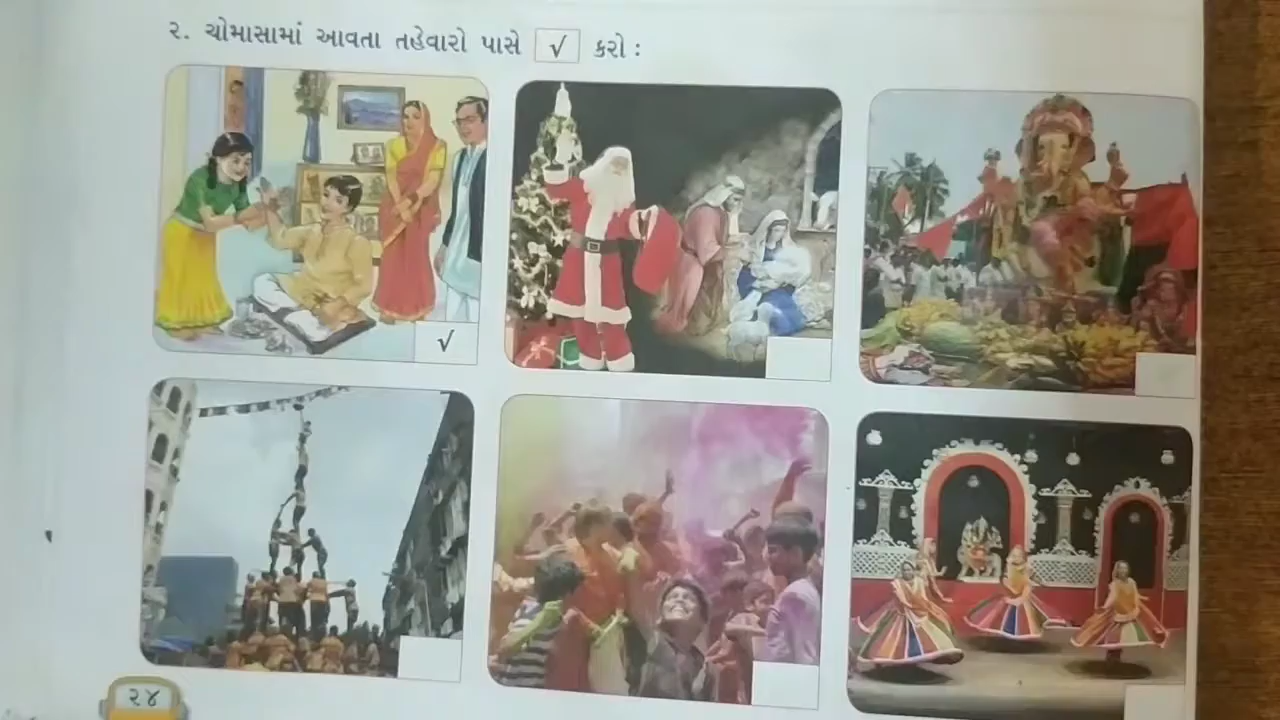 ૨. ચોમાસામાં આવતા તહેવારો પાસે √ કરો :
√
૨૪